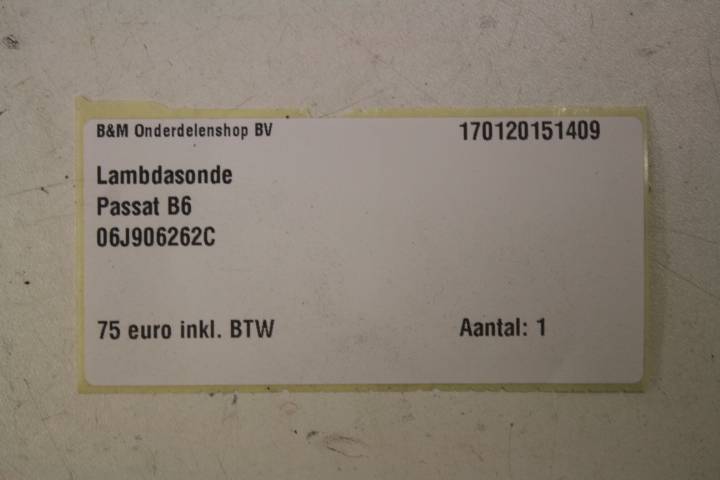 B&M Onderdelenshop BV 170120151409
Lambdasonde
Passat B6
06J906262C
75 euro inkl. BTW Aantal: 1